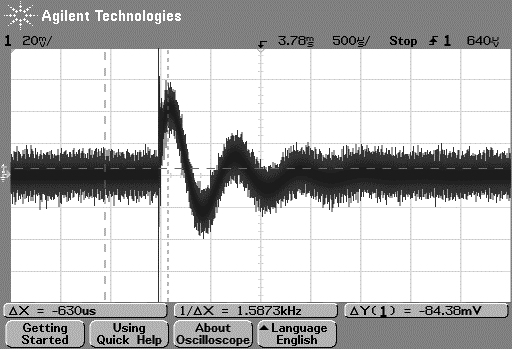 Agilent Technologies
1 20mV/ 3.78ms 500us/ Stop 1 640uV
ΔX = -630us 1/ΔX = 1.5873kHz ΔY(1) = -84.38mV
Getting Started Using Quick Help About Oscilloscope Language English